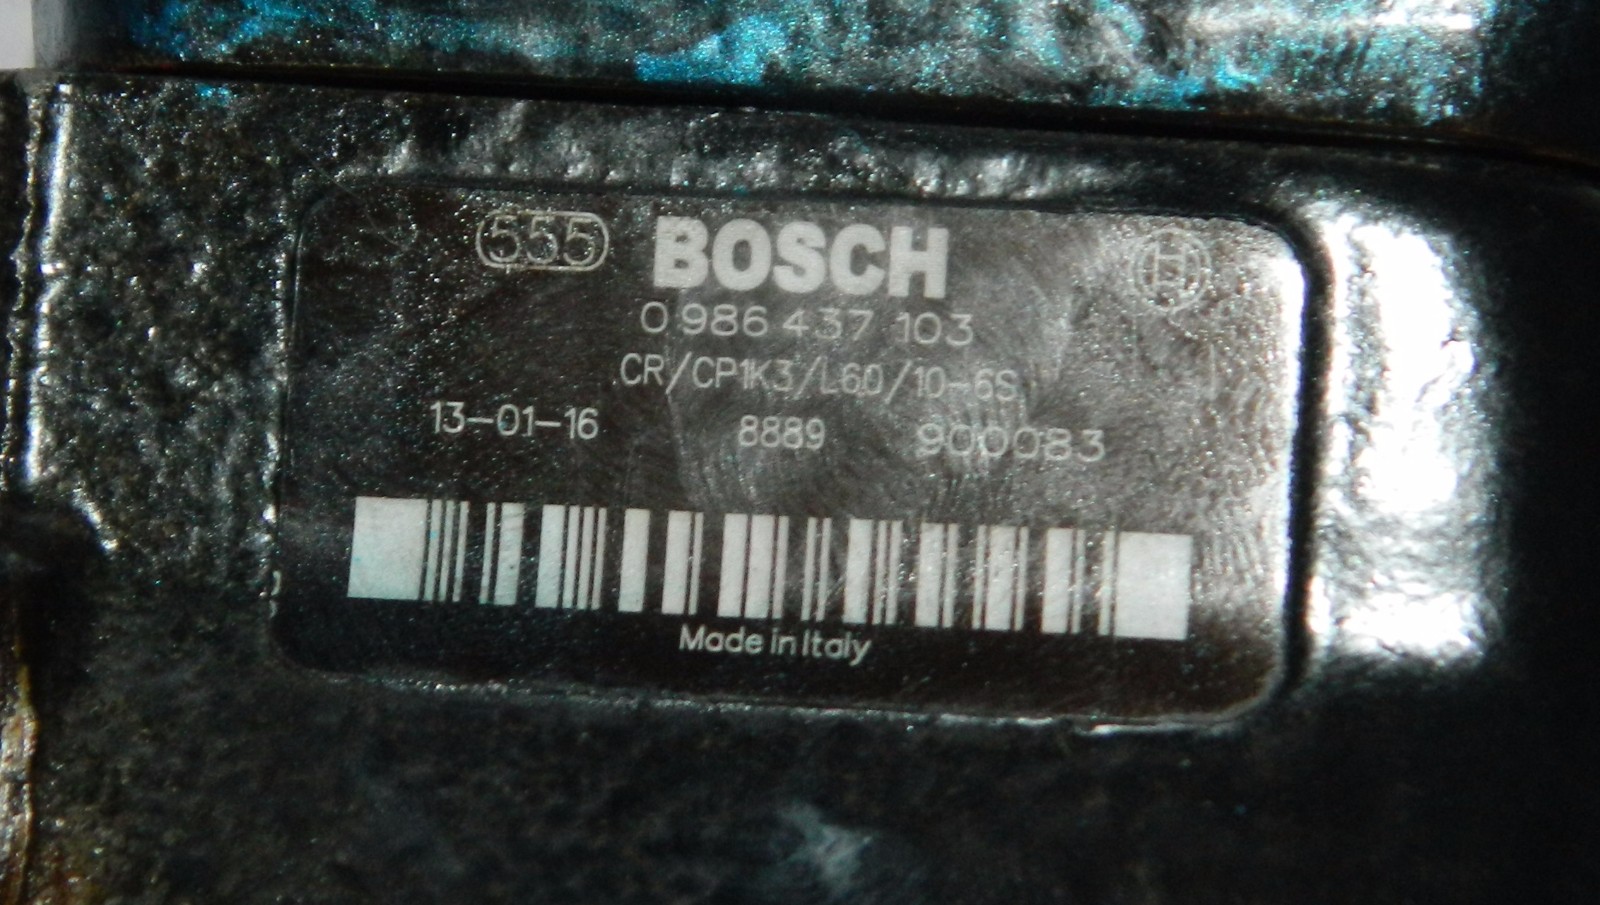 555 BOSCH
0 986 437 103
CR/CP1K3/L60/10-6S
13-01-16 8889 900083
Made in Italy